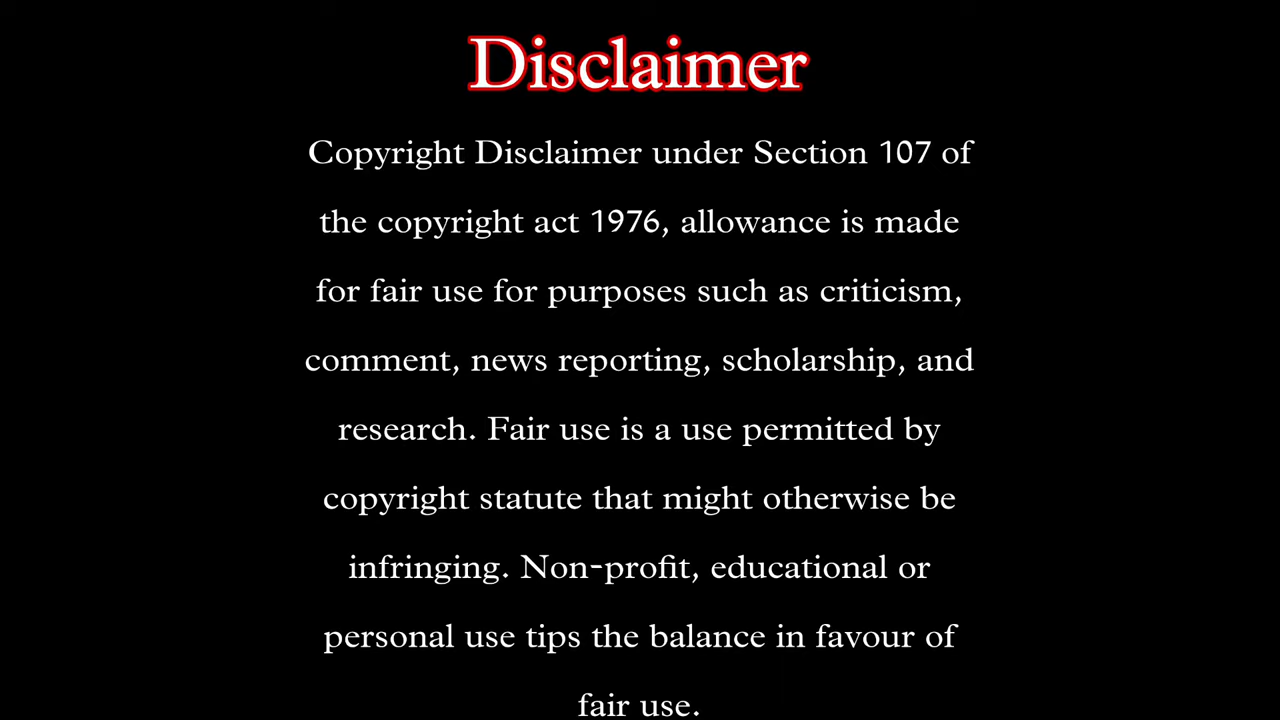 Disclaimer
Copyright Disclaimer under Section 107 of
the copyright act 1976, allowance is made
for fair use for purposes such as criticism,
comment, news reporting, scholarship, and
research. Fair use is a use permitted by
copyright statute that might otherwise be
infringing. Non-profit, educational or
personal use tips the balance in favour of
fair use.